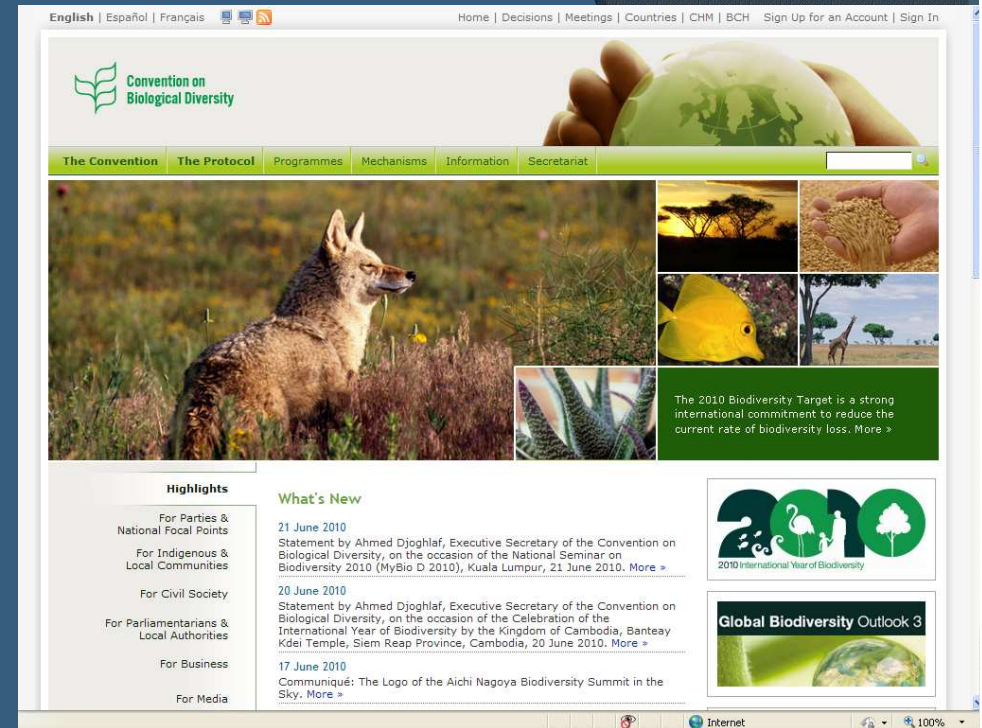 English | Español | Français
Home | Decisions | Meetings | Countries | CHM | BCH Sign Up for an Account | Sign In
Convention on
Biological Diversity
The Convention The Protocol Programmes Mechanisms Information Secretariat
The 2010 Biodiversity Target is a strong
international commitment to reduce the
current rate of biodiversity loss. More »
Highlights
For Parties &
National Focal Points
For Indigenous &
Local Communities
For Civil Society
For Parliamentarians &
Local Authorities
For Business
For Media
What's New
21 June 2010
Statement by Ahmed Djoghlaf, Executive Secretary of the Convention on
Biological Diversity, on the occasion of the National Seminar on
Biodiversity 2010 (MyBio D 2010), Kuala Lumpur, 21 June 2010. More »
20 June 2010
Statement by Ahmed Djoghlaf, Executive Secretary of the Convention on
Biological Diversity, on the occasion of the Celebration of the
International Year of Biodiversity by the Kingdom of Cambodia, Banteay
Kdei Temple, Siem Reap Province, Cambodia, 20 June 2010. More »
17 June 2010
Communiqué: The Logo of the Aichi Nagoya Biodiversity Summit in the
Sky. More »
2010
2010 International Year of Biodiversity
Global Biodiversity Outlook 3
Internet
100%